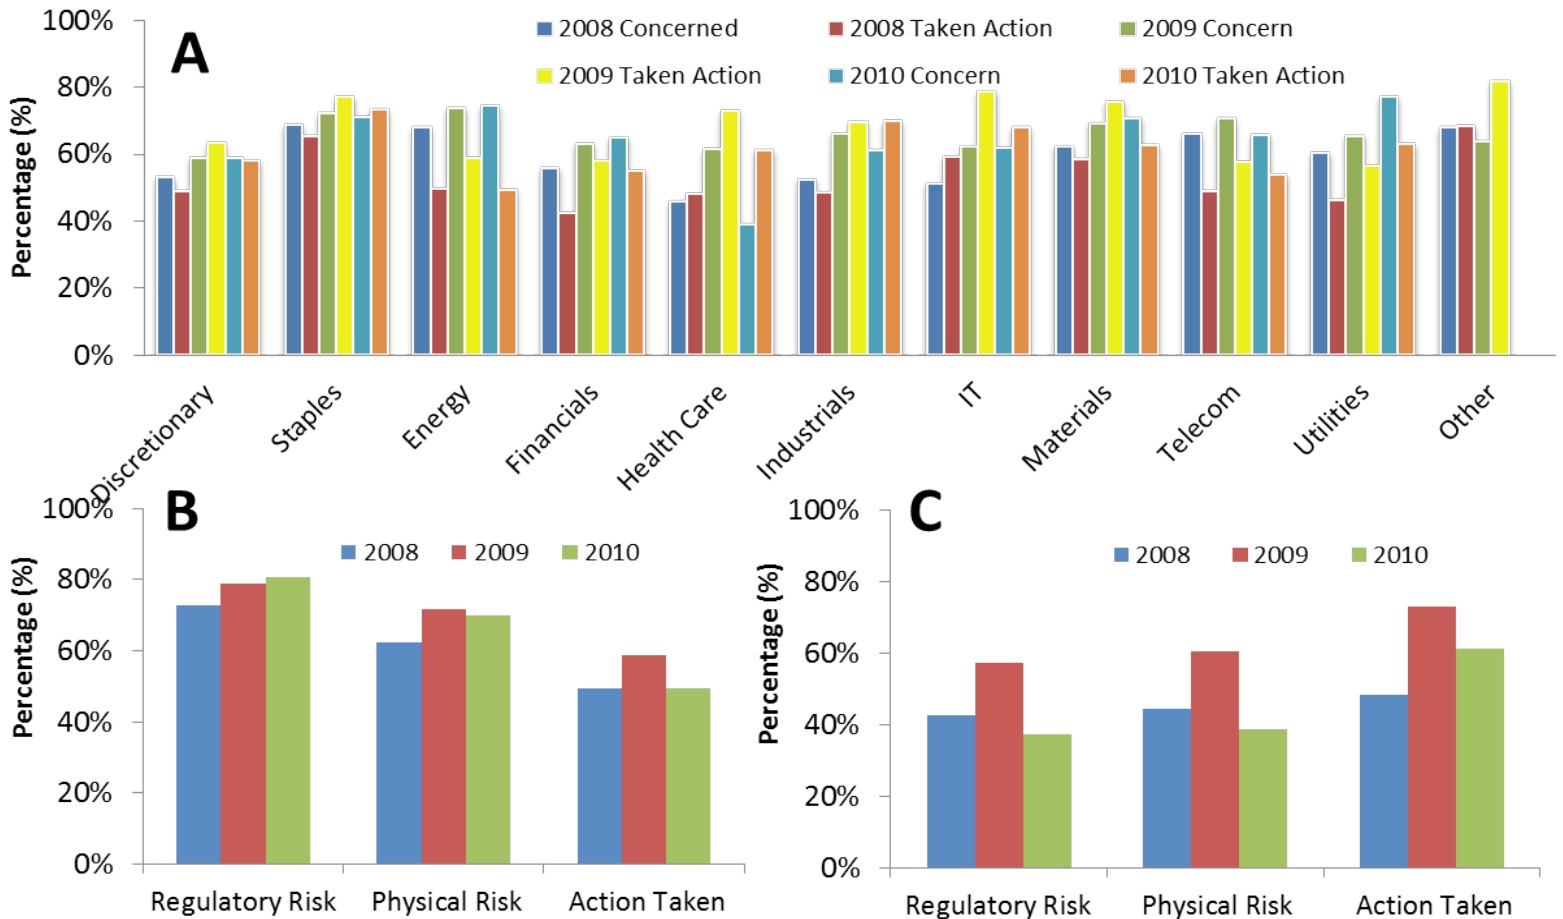 A
2008 Concerned 2008 Taken Action 2009 Concern
2009 Taken Action 2010 Concern 2010 Taken Action
Percentage (%)
100%
80%
60%
40%
20%
0%
Discretionary
Staples
Energy
Financials
Health Care
Industrials
IT
Materials
Telecom
Utilities
Other
B
2008 2009 2010
Percentage (%)
100%
80%
60%
40%
20%
0%
Regulatory Risk Physical Risk Action Taken
C
2008 2009 2010
Percentage (%)
100%
80%
60%
40%
20%
0%
Regulatory Risk Physical Risk Action Taken